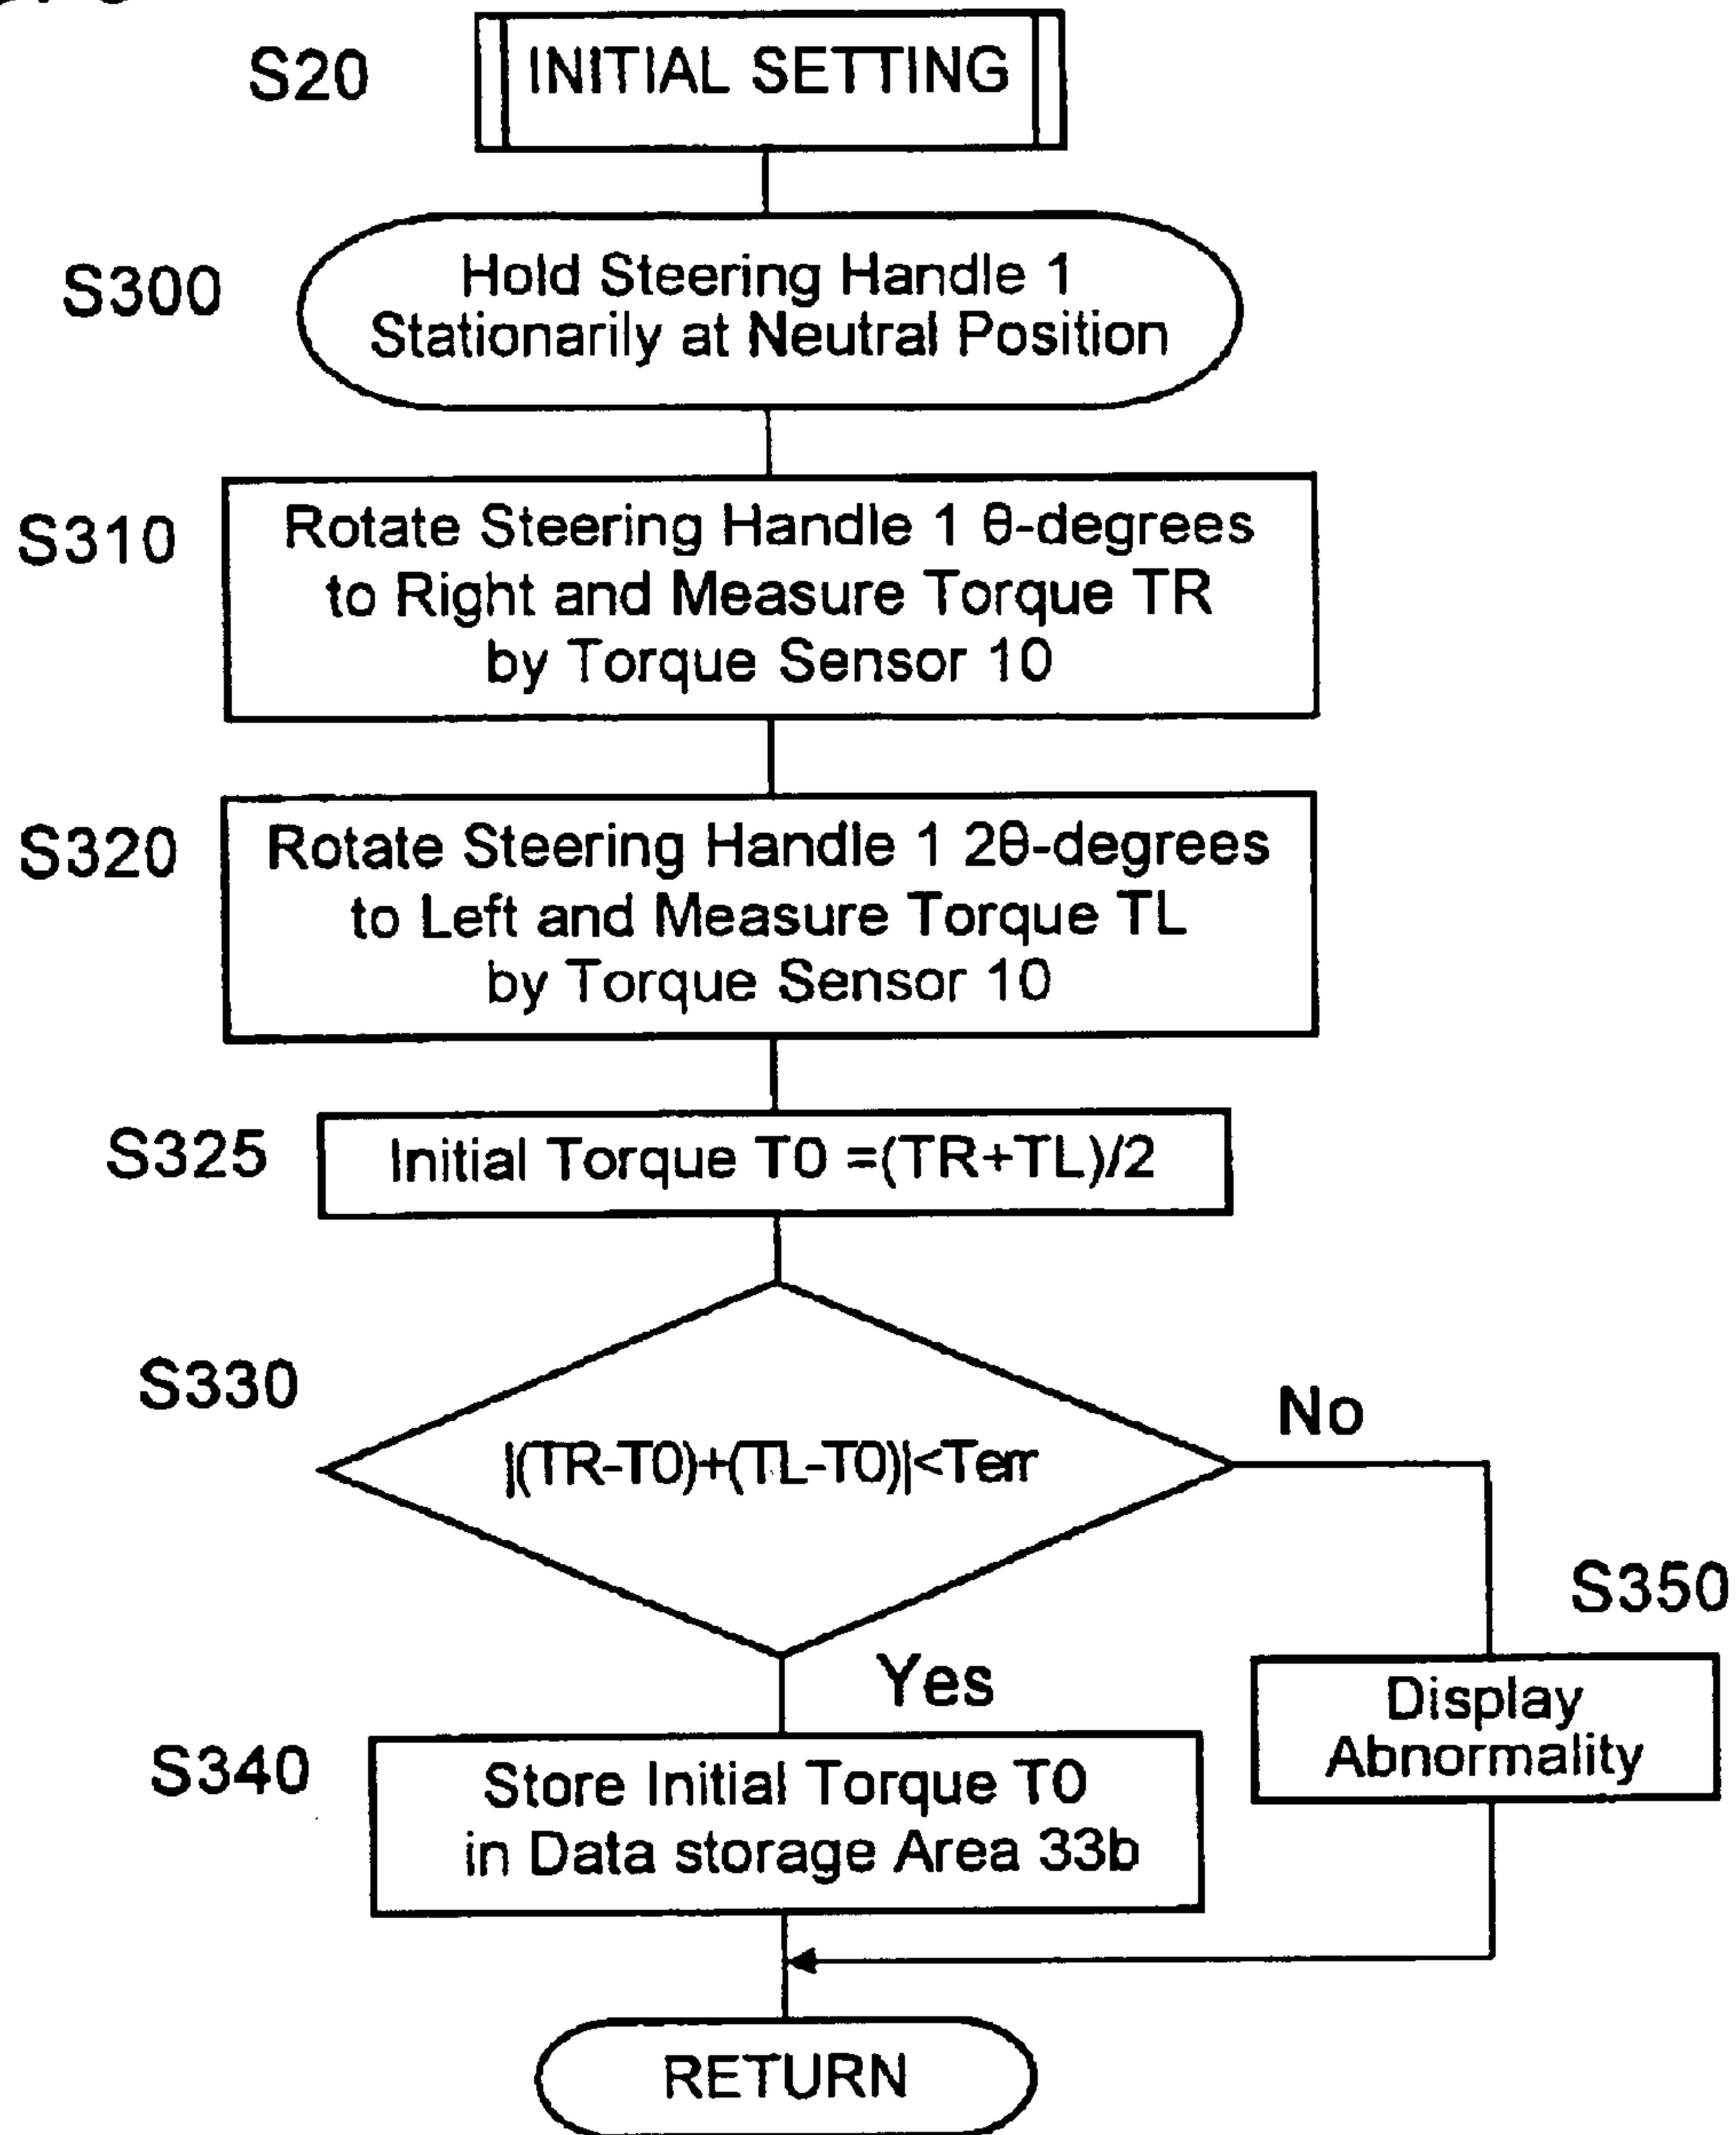 S20
INITIAL SETTING
S300
Hold Steering Handle 1
Stationarily at Neutral Position
S310
Rotate Steering Handle 1 θ-degrees
to Right and Measure Torque TR
by Torque Sensor 10
S320
Rotate Steering Handle 1 2θ-degrees
to Left and Measure Torque TL
by Torque Sensor 10
S325
Initial Torque T0 =(TR+TL)/2
S330
|(TR-T0)+(TL-T0)|<Terr
No
S350
Yes
Display
Abnormality
S340
Store Initial Torque T0
in Data storage Area 33b
RETURN